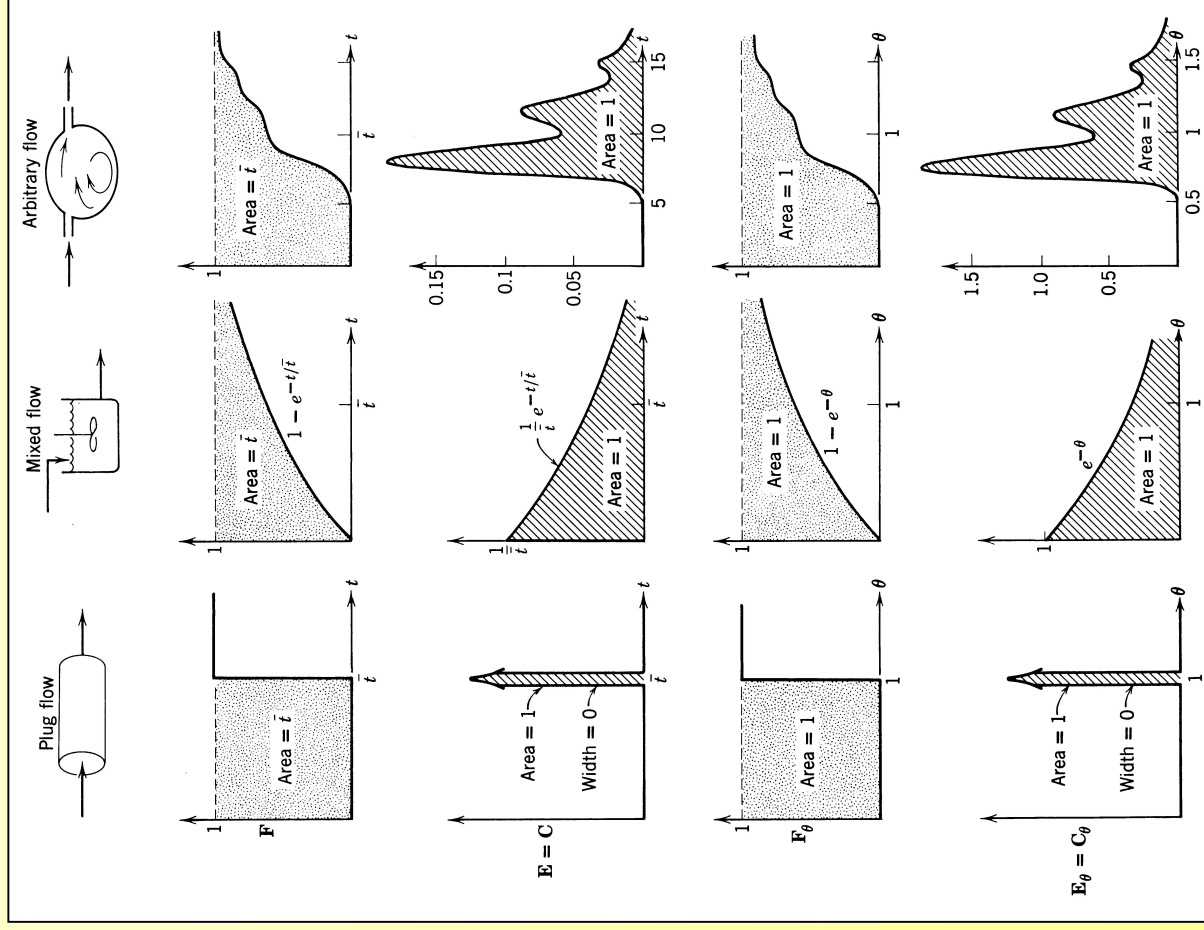 Plug flow
Mixed flow
Arbitrary flow
F
1
Area = t̄
t̄
t
1
Area = t̄
1 − e^−t/t̄
t̄
t
1
Area = t̄
t̄
t
E = C
Area = 1
Width = 0
t̄
t
1/t̄
1/t̄ e^−t/t̄
Area = 1
t̄
t
0.15
0.1
0.05
Area = 1
5
10
15
t
F_θ
1
Area = 1
1
θ
1
Area = 1
1 − e^−θ
1
θ
1
Area = 1
1
θ
E_θ = C_θ
Area = 1
Width = 0
1
θ
1
e^−θ
Area = 1
1
θ
1.5
1.0
0.5
Area = 1
0.5
1
1.5
θ